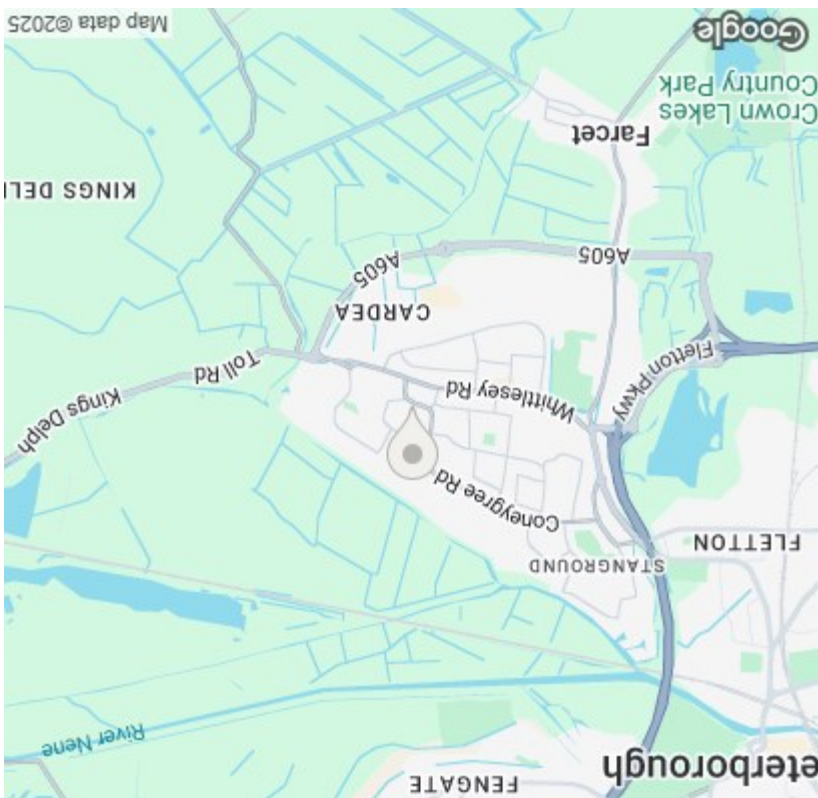 FENGATE
eterborough
River Nene
STANGROUND
FLETTON
Coneygree Rd
Whittlesey Rd
Fletton Pkwy
Kings Delph
Toll Rd
CARDEA
A605
A605
KINGS DEL
Farcet
Crown Lakes
Country Park
Google
Map data ©2025